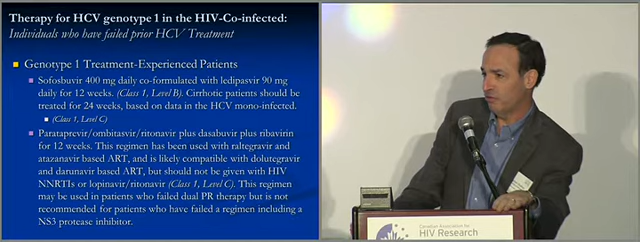 Therapy for HCV genotype 1 in the HIV-Co-infected:
Individuals who have failed prior HCV Treatment
Genotype 1 Treatment-Experienced Patients
Sofosbuvir 400 mg daily co-formulated with ledipasvir 90 mg
daily for 12 weeks. (Class 1, Level B). Cirrhotic patients should be
treated for 24 weeks, based on data in the HCV mono-infected.
(Class 1, Level C)
Parataprevir/ombitasvir/ritonavir plus dasabuvir plus ribavirin
for 12 weeks. This regimen has been used with raltegravir and
atazanavir based ART, and is likely compatible with dolutegravir
and darunavir based ART, but should not be given with HIV
NNRTIs or lopinavir/ritonavir (Class 1, Level C). This regimen
may be used in patients who failed dual PR therapy but is not
recommended for patients who have failed a regimen including a
NS3 protease inhibitor.
Canadian Association for
HIV Research